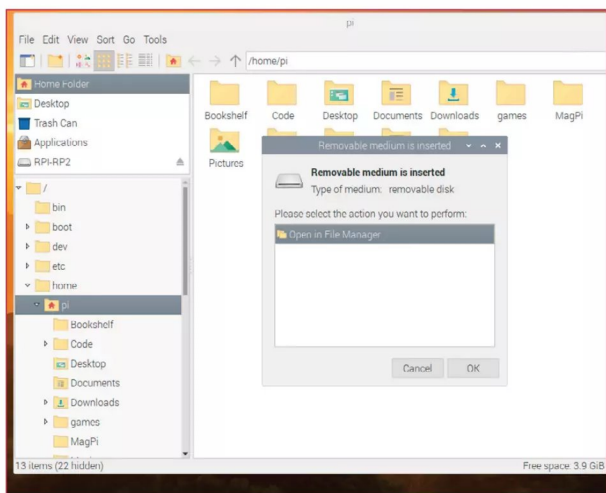 pi
File Edit View Sort Go Tools
/home/pi
Home Folder
Desktop
Trash Can
Applications
RPI-RP2
Bookshelf Code Desktop Documents Downloads games MagPi
Pictures
Removable medium is inserted
Removable medium is inserted
Type of medium: removable disk
Please select the action you want to perform:
Open in File Manager
Cancel OK
/
bin
boot
dev
etc
home
pi
Bookshelf
Code
Desktop
Documents
Downloads
games
MagPi
13 items (22 hidden)
Free space: 3.9 GiB